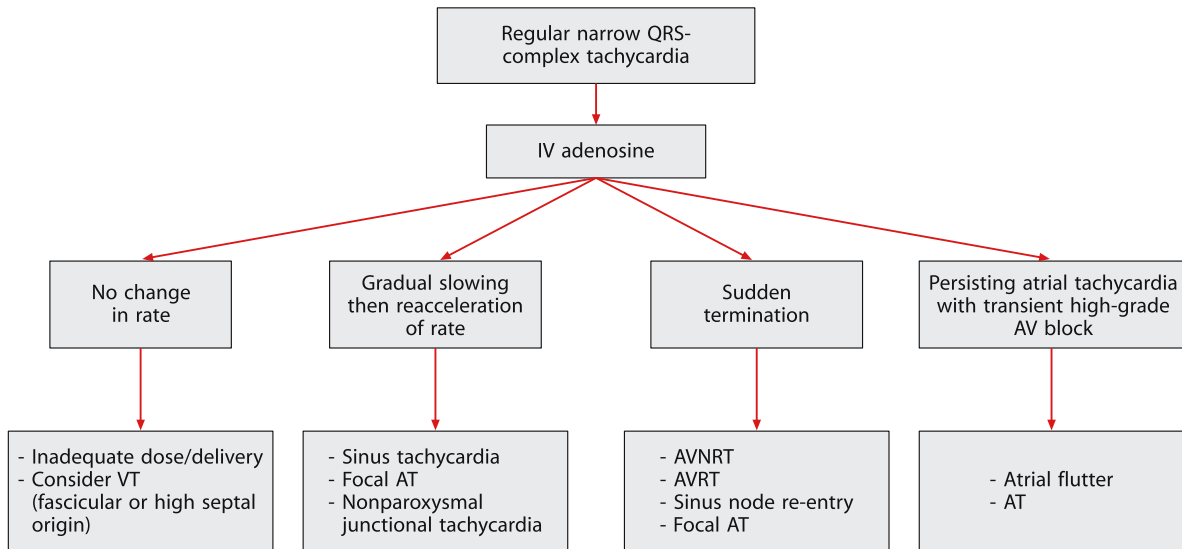 Regular narrow QRS-
complex tachycardia
IV adenosine
No change
in rate
Gradual slowing
then reacceleration
of rate
Sudden
termination
Persisting atrial tachycardia
with transient high-grade
AV block
- Inadequate dose/delivery
- Consider VT
(fascicular or high septal
origin)
- Sinus tachycardia
- Focal AT
- Nonparoxysmal
junctional tachycardia
- AVNRT
- AVRT
- Sinus node re-entry
- Focal AT
- Atrial flutter
- AT